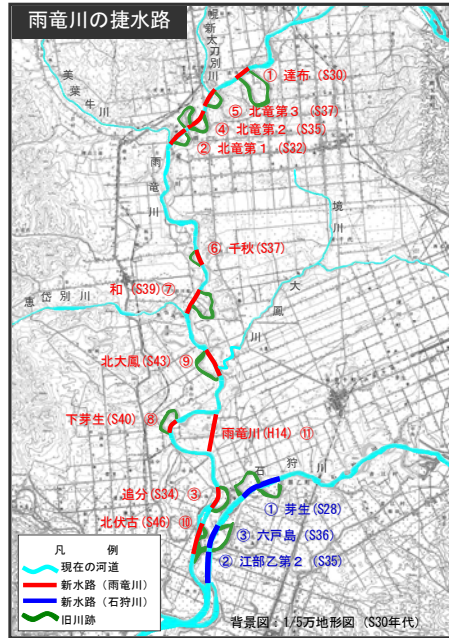 雨竜川の捷水路
幌新太刀別川
美葉牛川
① 達布 (S30)
⑤ 北竜第3 (S37)
④ 北竜第2 (S35)
② 北竜第1 (S32)
雨竜川
境川
⑥ 千秋(S37)
大鳳川
和 (S39)⑦
恵岱別川
北大鳳(S43) ⑨
下芽生(S40) ⑧
雨竜川(H14) ⑪
石狩川
追分(S34) ③
① 芽生(S28)
北伏古(S46) ⑩
③ 六戸島 (S36)
② 江部乙第2 (S35)
凡 例
現在の河道
新水路(雨竜川)
新水路(石狩川)
旧川跡
背景図:1/5万地形図 (S30年代)